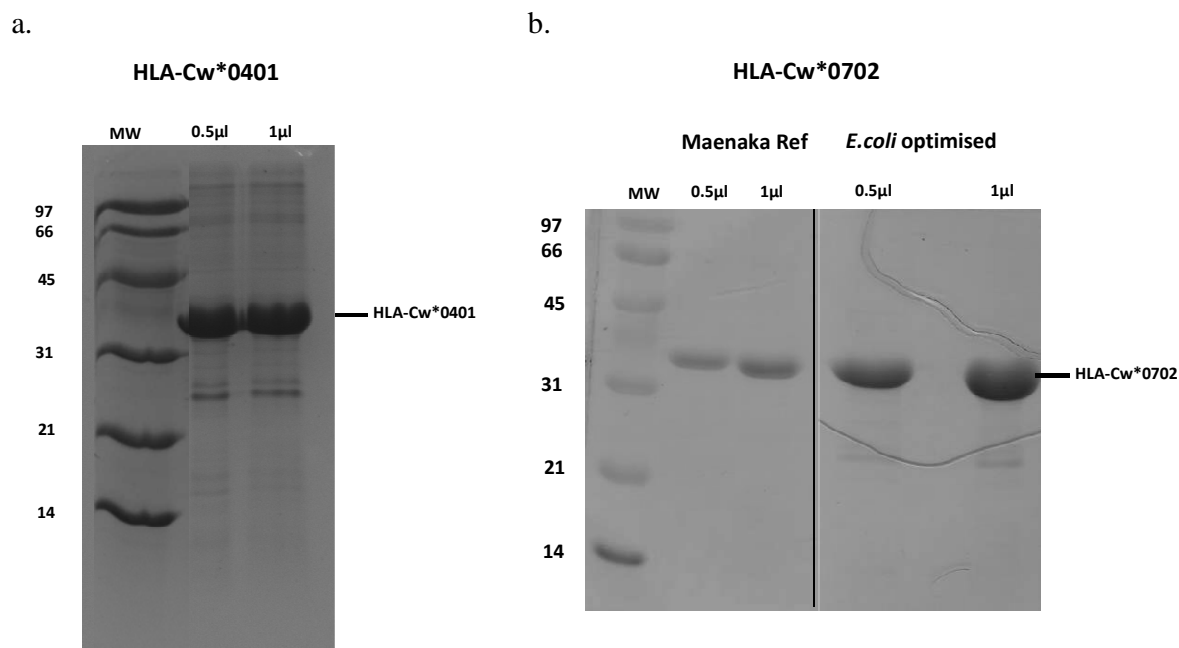 a.
HLA-Cw*0401
MW 0.5µl 1µl
97
66
45
31
21
14
HLA-Cw*0401
b.
HLA-Cw*0702
Maenaka Ref E.coli optimised
MW 0.5µl 1µl 0.5µl 1µl
97
66
45
31
21
14
HLA-Cw*0702